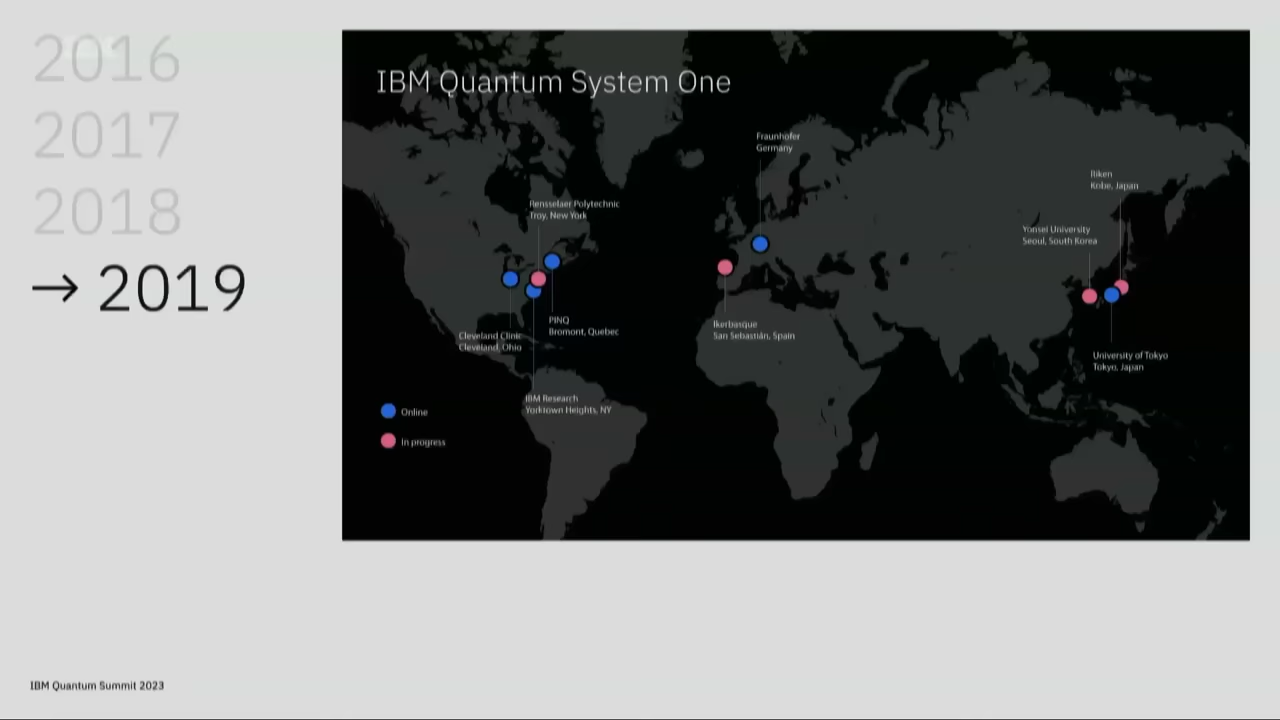 2016
2017
2018
→ 2019
IBM Quantum System One
Fraunhofer
Germany
Riken
Kobe, Japan
Rensselaer Polytechnic
Troy, New York
Yonsei University
Seoul, South Korea
PINQ
Bromont, Quebec
Cleveland Clinic
Cleveland, Ohio
Ikerbasque
San Sebastián, Spain
University of Tokyo
Tokyo, Japan
IBM Research
Yorktown Heights, NY
Online
In progress
IBM Quantum Summit 2023